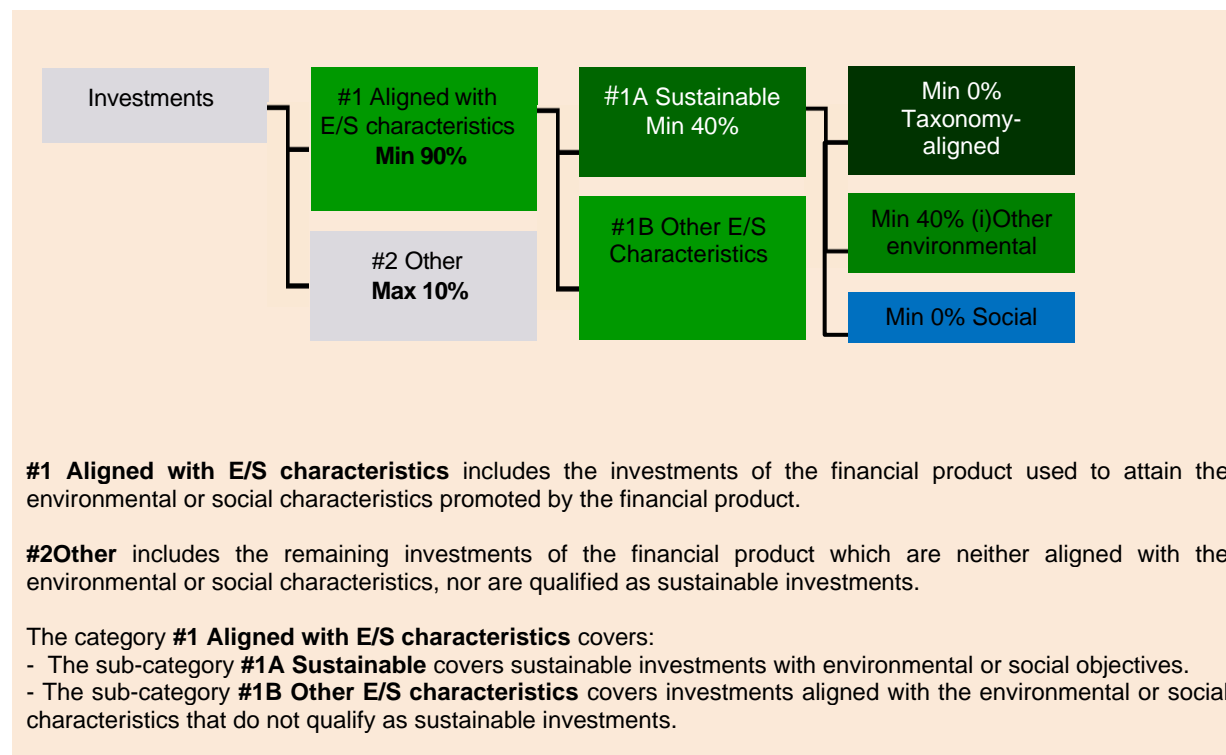 Investments
#1 Aligned with
E/S characteristics
Min 90%
#2 Other
Max 10%
#1A Sustainable
Min 40%
#1B Other E/S
Characteristics
Min 0%
Taxonomy-
aligned
Min 40% (i)Other
environmental
Min 0% Social
#1 Aligned with E/S characteristics includes the investments of the financial product used to attain the
environmental or social characteristics promoted by the financial product.
#2Other includes the remaining investments of the financial product which are neither aligned with the
environmental or social characteristics, nor are qualified as sustainable investments.
The category #1 Aligned with E/S characteristics covers:
- The sub-category #1A Sustainable covers sustainable investments with environmental or social objectives.
- The sub-category #1B Other E/S characteristics covers investments aligned with the environmental or social
characteristics that do not qualify as sustainable investments.